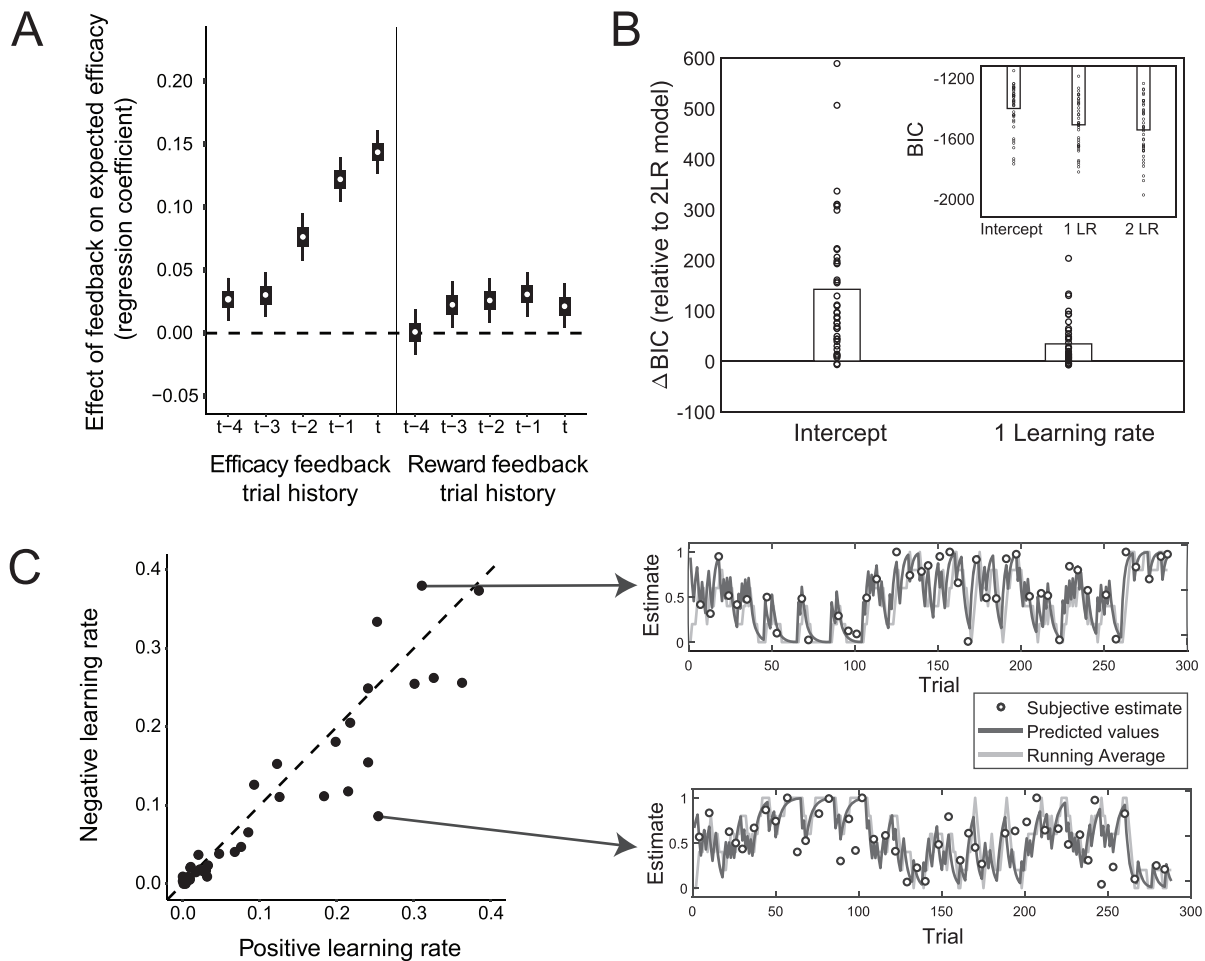 A
Effect of feedback on expected efficacy
(regression coefficient)
0.20
0.15
0.10
0.05
0.00
−0.05
t−4 t−3 t−2 t−1 t t−4 t−3 t−2 t−1 t
Efficacy feedback
trial history
Reward feedback
trial history
B
Δ BIC (relative to 2LR model)
600
500
400
300
200
100
0
-100
Intercept 1 Learning rate
BIC
-1200
-1600
-2000
Intercept 1 LR 2 LR
C
Negative learning rate
0.4
0.3
0.2
0.1
0.0
0.0 0.1 0.2 0.3 0.4
Positive learning rate
Estimate
1
0.5
0
0 50 100 150 200 250 300
Trial
Subjective estimate
Predicted values
Running Average
Estimate
1
0.5
0
0 50 100 150 200 250 300
Trial